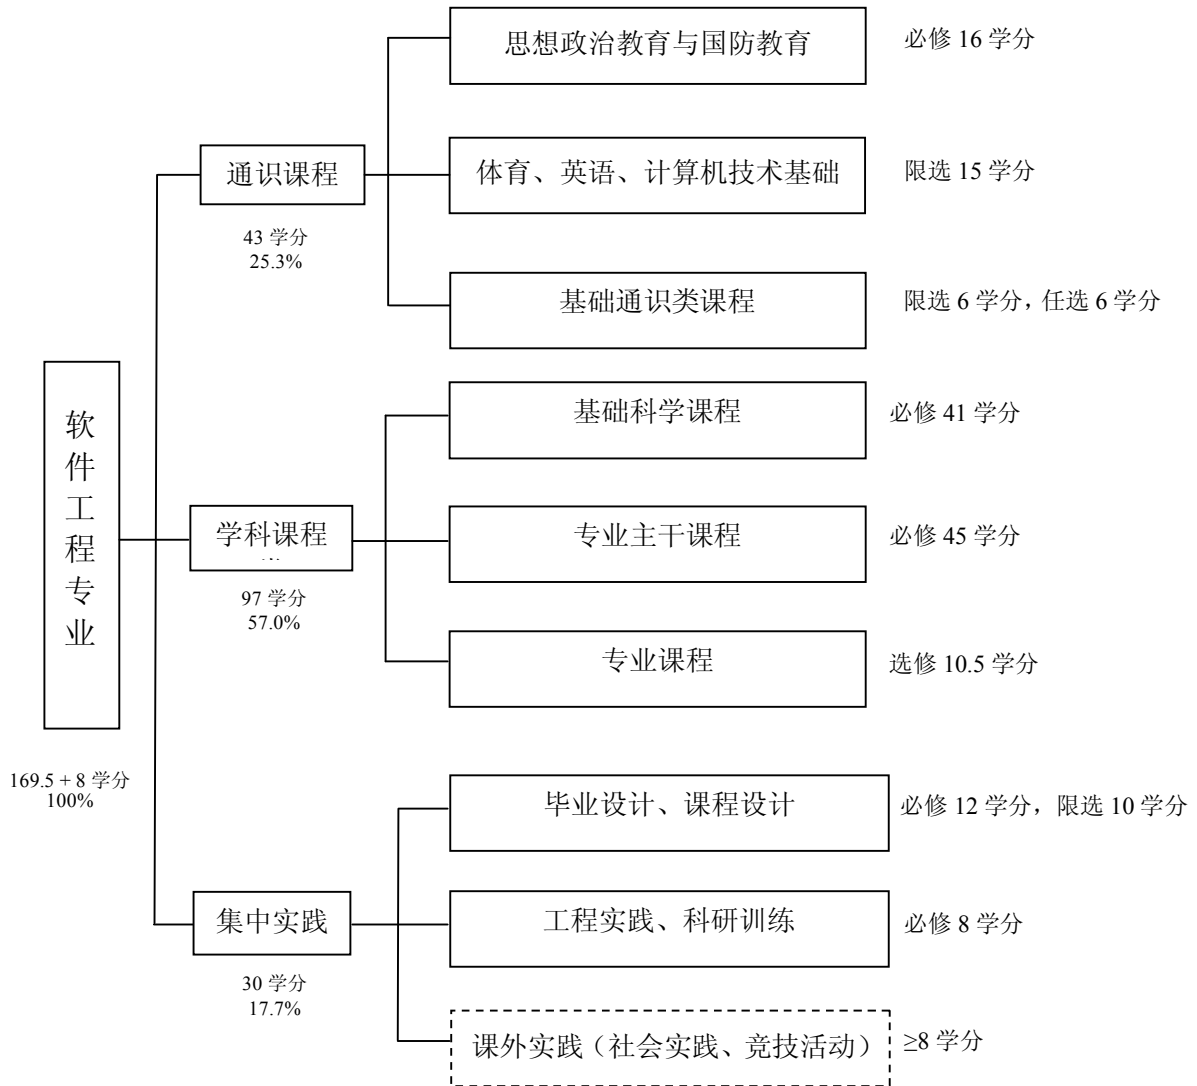 思想政治教育与国防教育
必修 16 学分
通识课程
体育、英语、计算机技术基础
限选 15 学分
43 学分
25.3%
基础通识类课程
限选 6 学分，任选 6 学分
软件工程专业
基础科学课程
必修 41 学分
学科课程
专业主干课程
必修 45 学分
97 学分
57.0%
专业课程
选修 10.5 学分
169.5 + 8 学分
100%
毕业设计、课程设计
必修 12 学分，限选 10 学分
集中实践
工程实践、科研训练
必修 8 学分
30 学分
17.7%
课外实践（社会实践、竞技活动）
≥8 学分